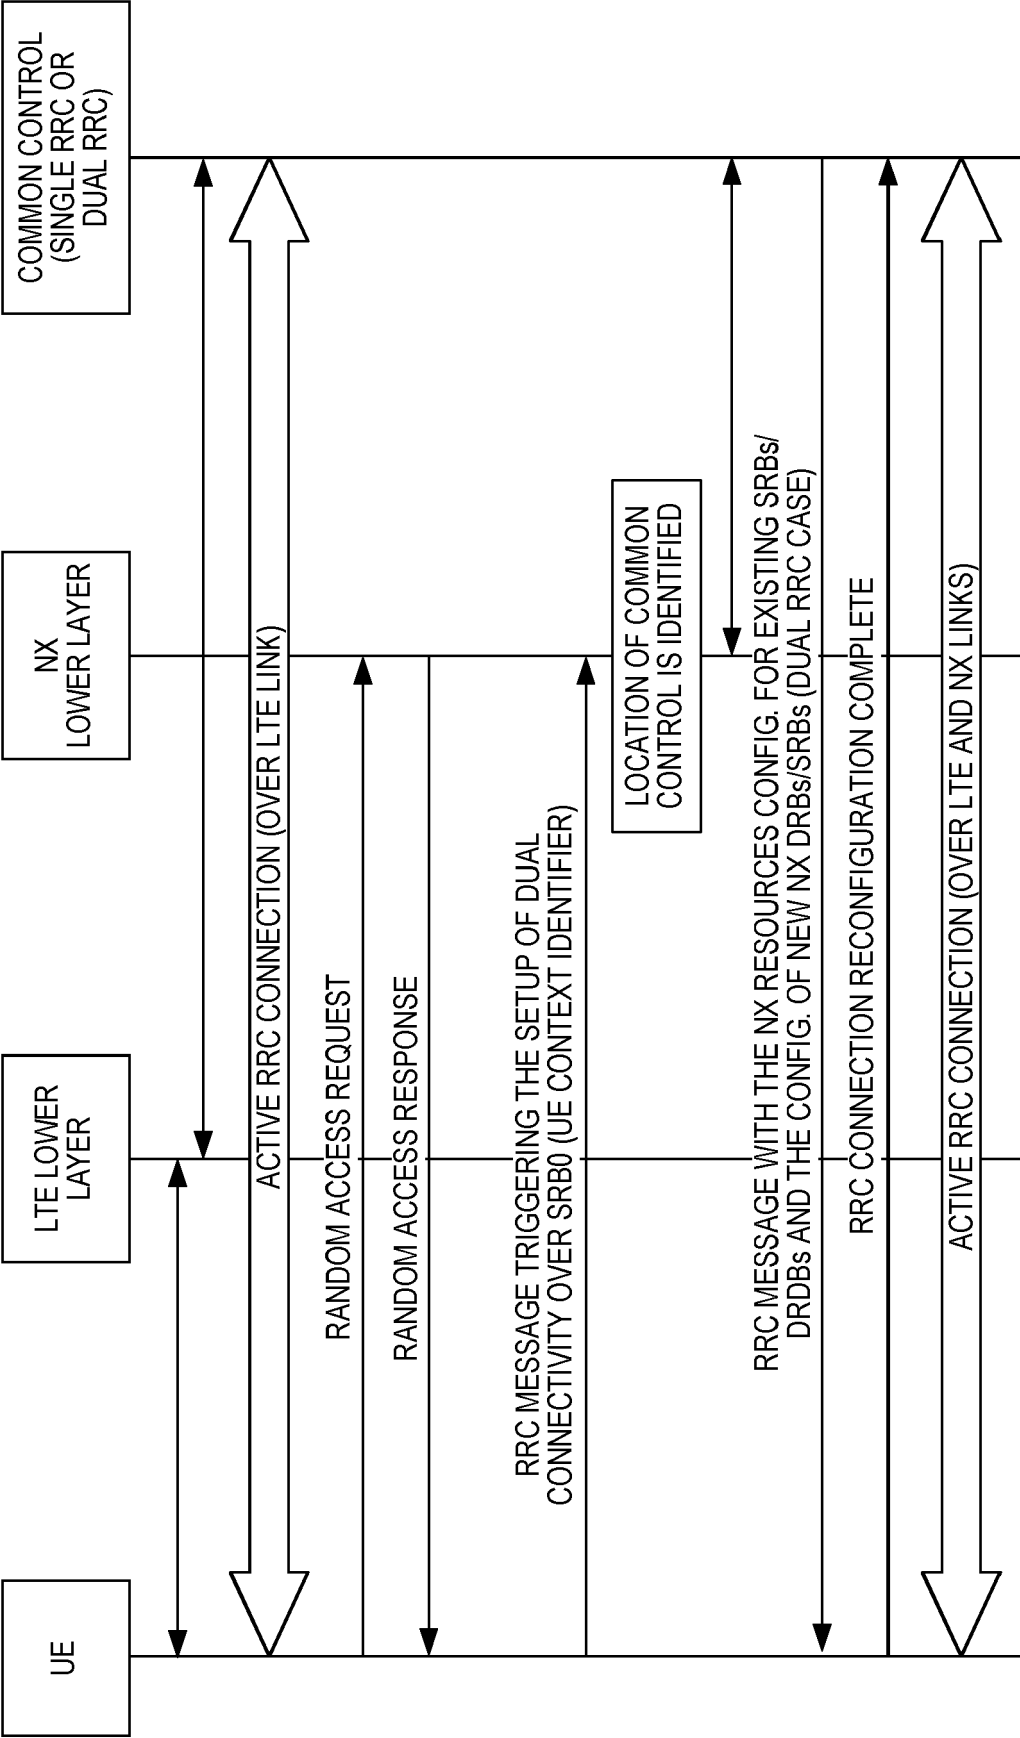 UE
LTE LOWER
LAYER
NX
LOWER LAYER
COMMON CONTROL
(SINGLE RRC OR
DUAL RRC)
ACTIVE RRC CONNECTION (OVER LTE LINK)
RANDOM ACCESS REQUEST
RANDOM ACCESS RESPONSE
RRC MESSAGE TRIGGERING THE SETUP OF DUAL
CONNECTIVITY OVER SRB0 (UE CONTEXT IDENTIFIER)
LOCATION OF COMMON
CONTROL IS IDENTIFIED
RRC MESSAGE WITH THE NX RESOURCES CONFIG. FOR EXISTING SRBs/
DRDBs AND THE CONFIG. OF NEW NX DRBs/SRBs (DUAL RRC CASE)
RRC CONNECTION RECONFIGURATION COMPLETE
ACTIVE RRC CONNECTION (OVER LTE AND NX LINKS)